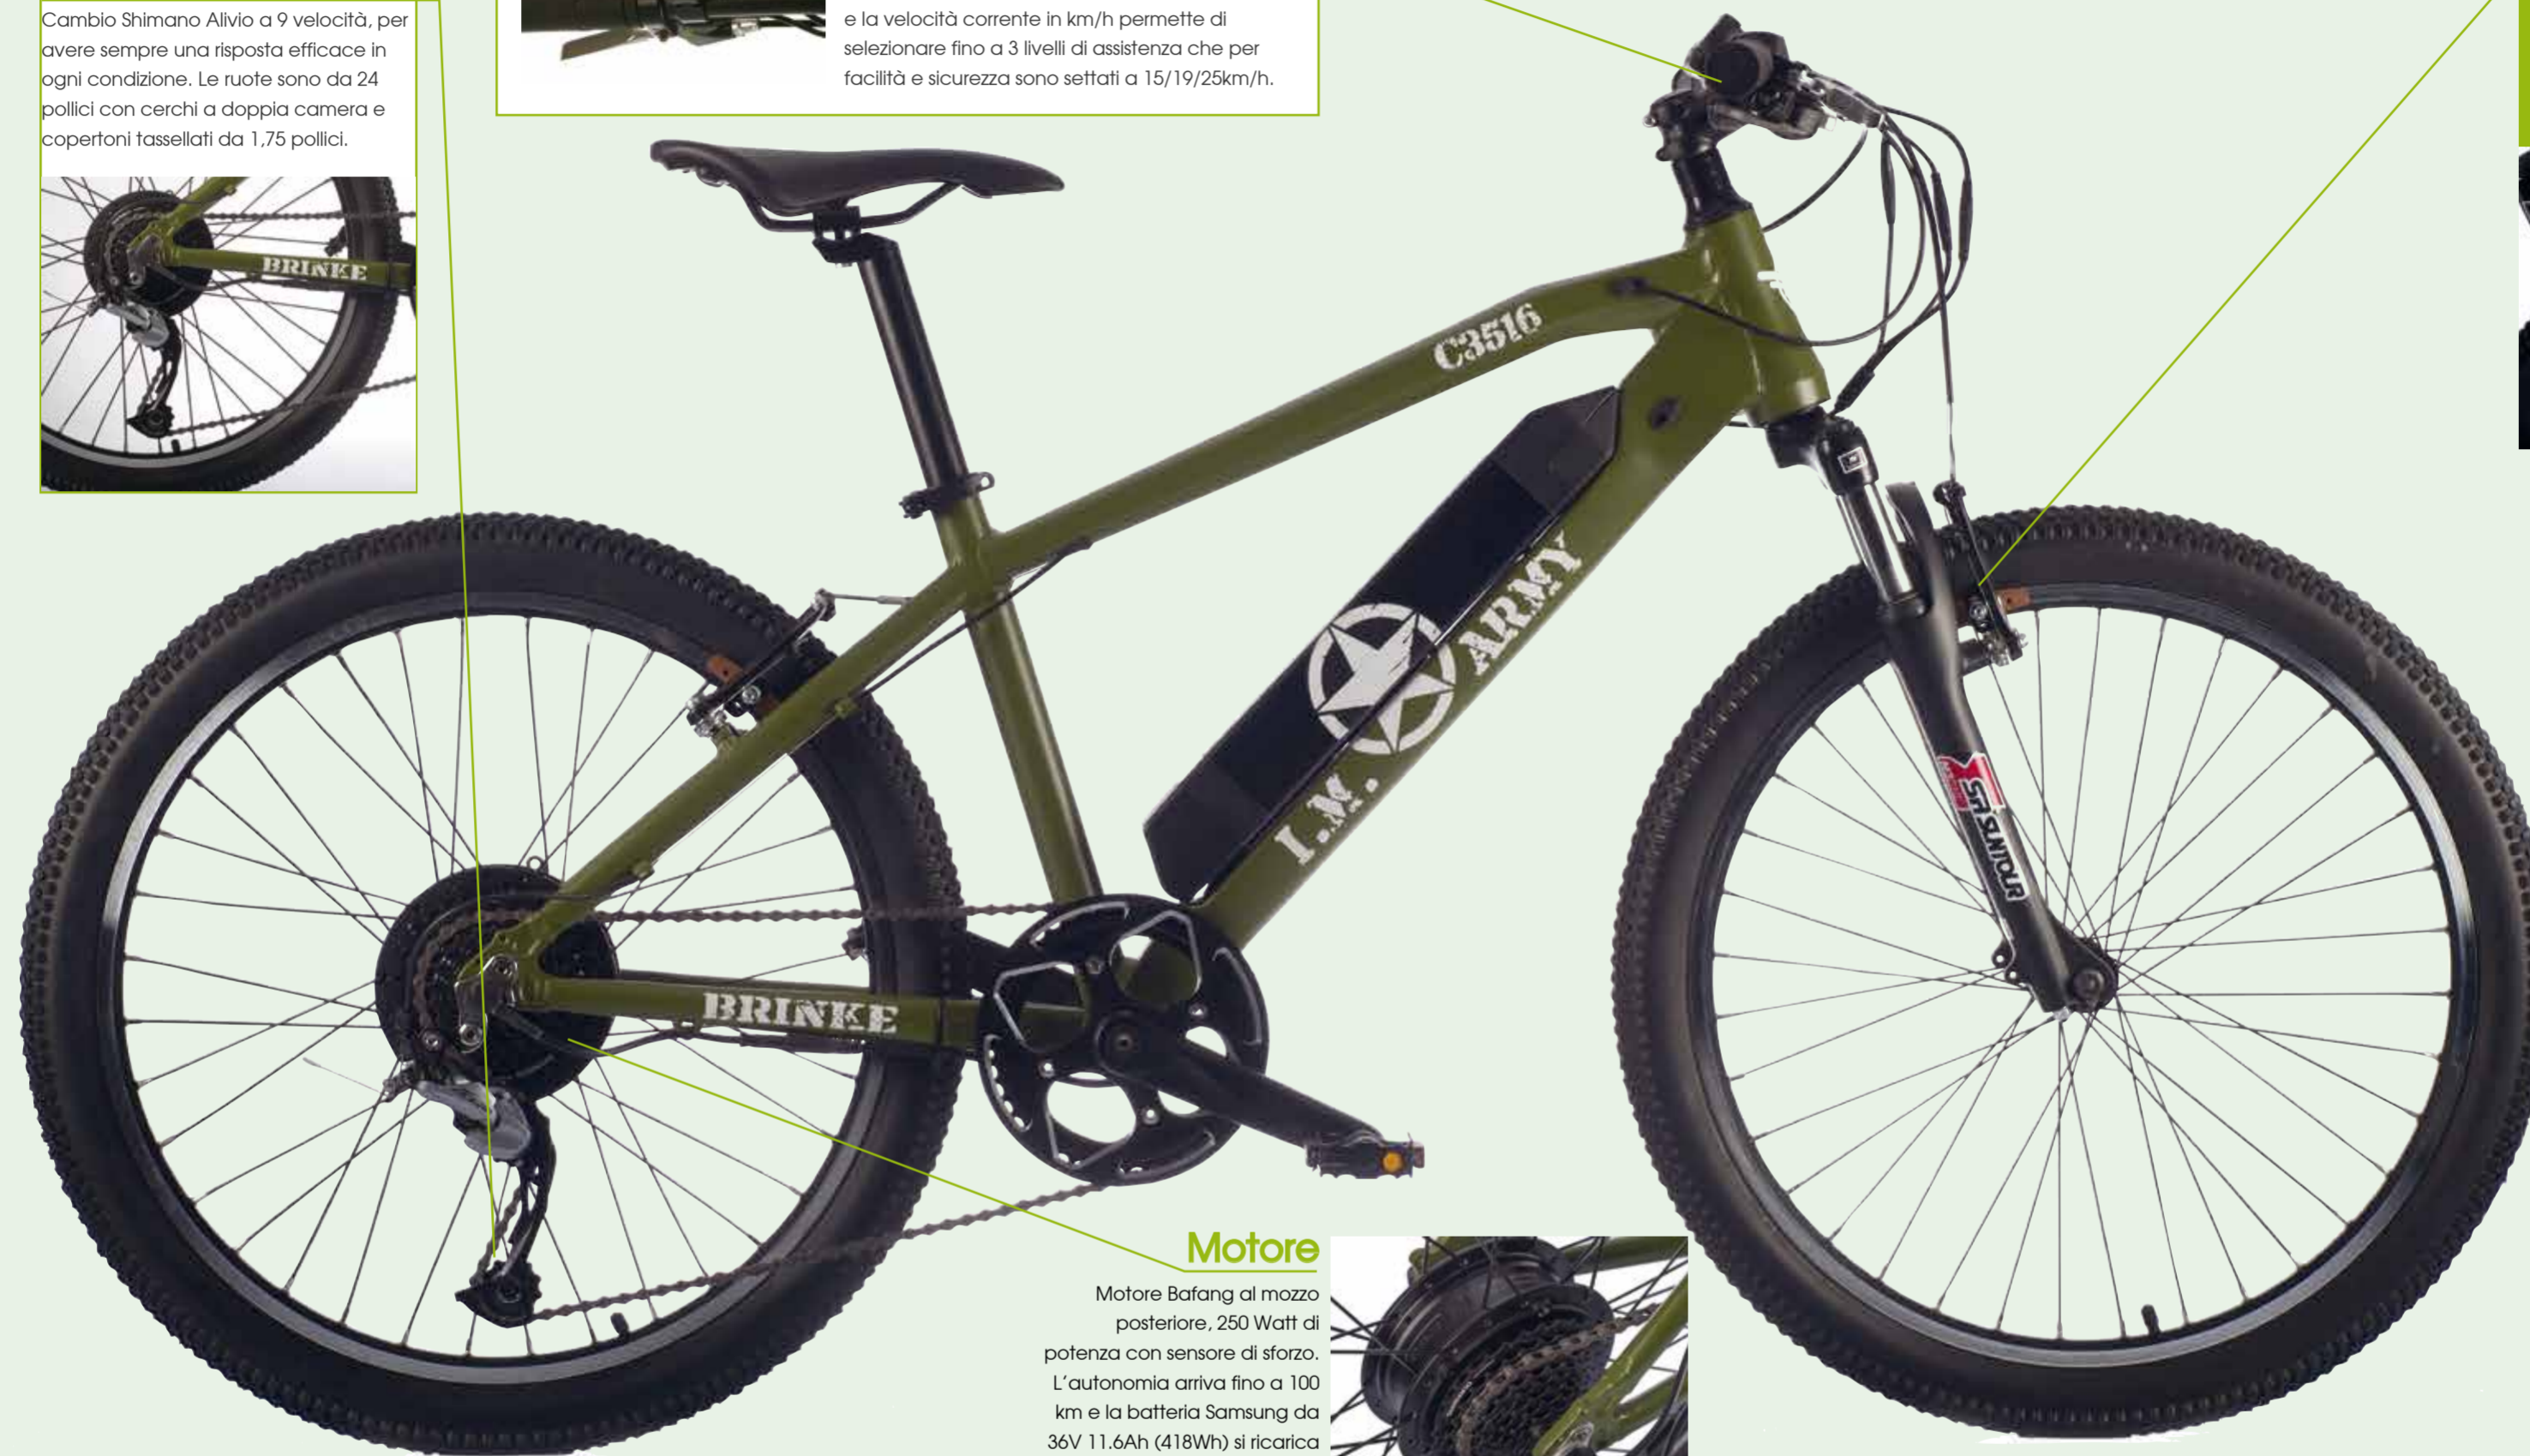 Cambio Shimano Alivio a 9 velocità, per
avere sempre una risposta efficace in
ogni condizione. Le ruote sono da 24
pollici con cerchi a doppia camera e
copertoni tassellati da 1,75 pollici.
BRINKE
e la velocità corrente in km/h permette di
selezionare fino a 3 livelli di assistenza che per
facilità e sicurezza sono settati a 15/19/25km/h.
C3516
I.M. ARMY
SR SUNTOUR
BRINKE
Motore
Motore Bafang al mozzo
posteriore, 250 Watt di
potenza con sensore di sforzo.
L'autonomia arriva fino a 100
km e la batteria Samsung da
36V 11.6Ah (418Wh) si ricarica